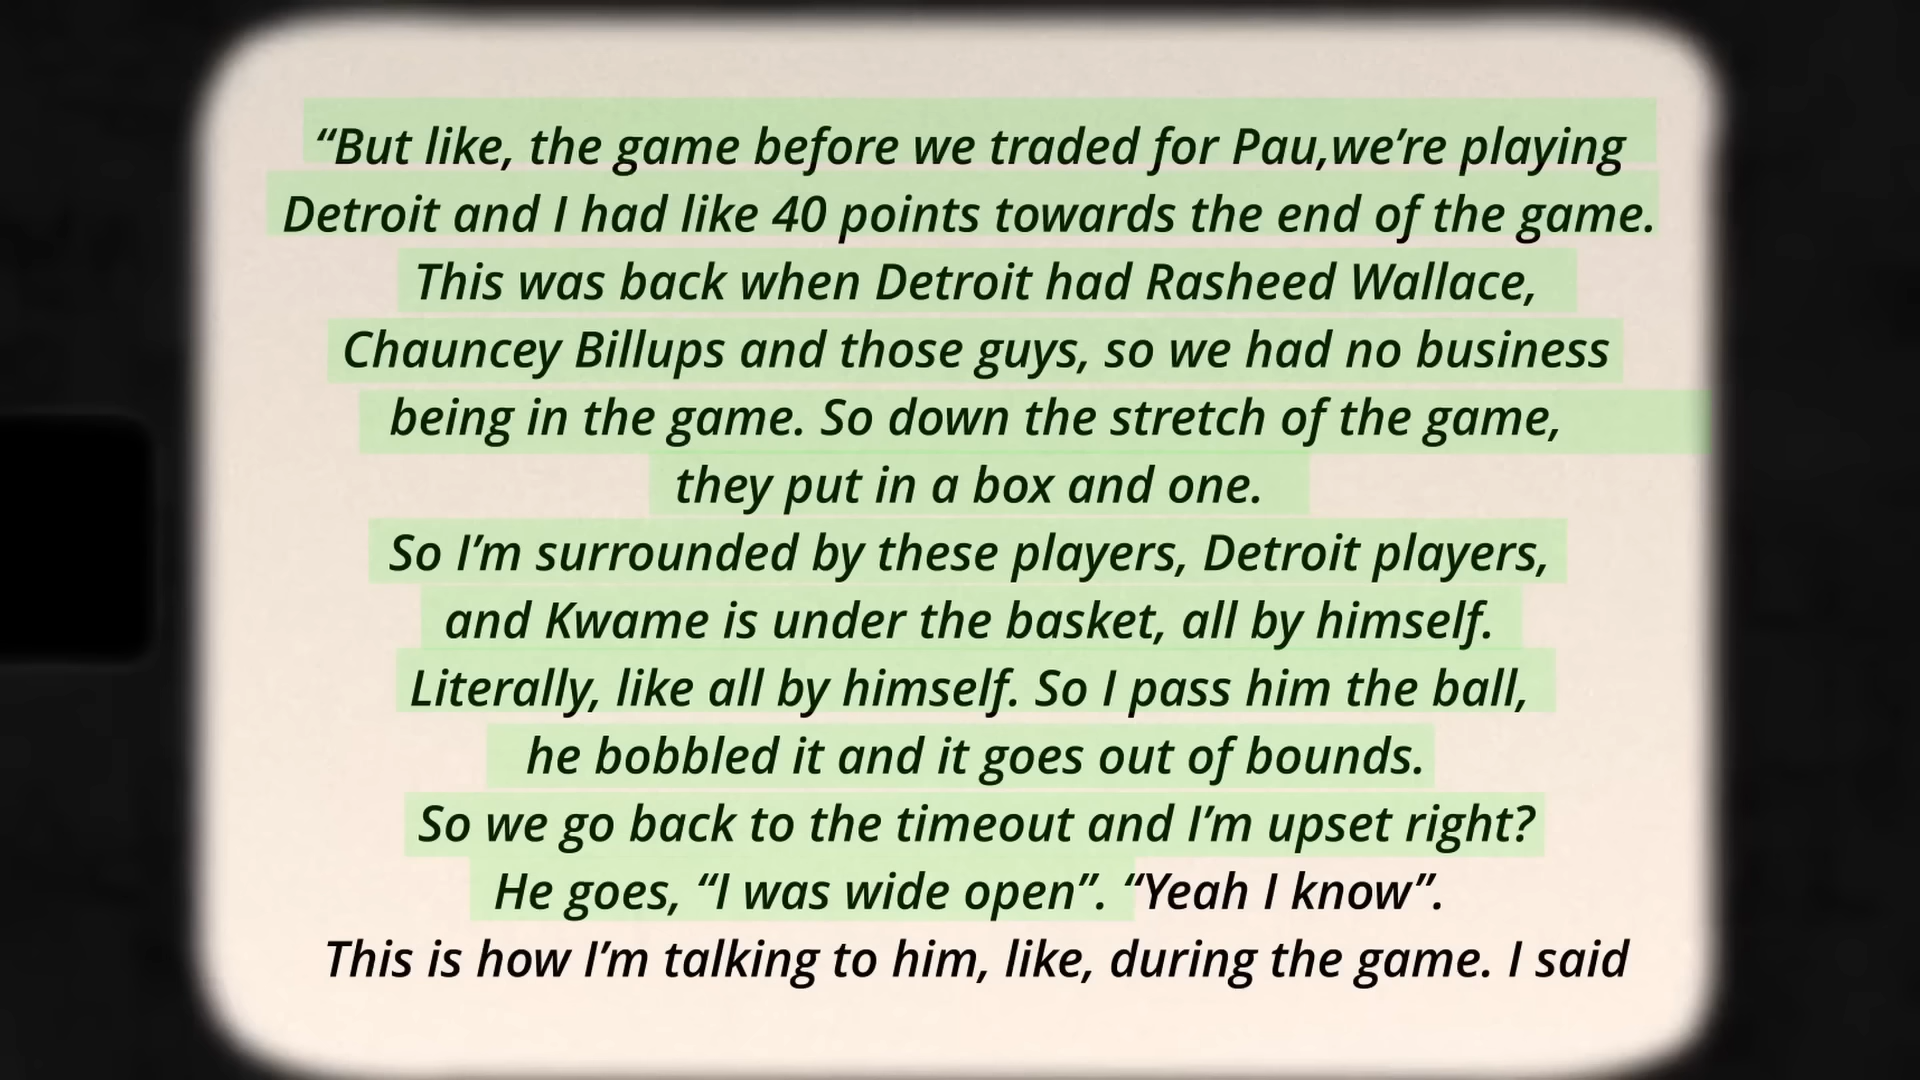 “But like, the game before we traded for Pau,we’re playing
Detroit and I had like 40 points towards the end of the game.
This was back when Detroit had Rasheed Wallace,
Chauncey Billups and those guys, so we had no business
being in the game. So down the stretch of the game,
they put in a box and one.
So I’m surrounded by these players, Detroit players,
and Kwame is under the basket, all by himself.
Literally, like all by himself. So I pass him the ball,
he bobbled it and it goes out of bounds.
So we go back to the timeout and I’m upset right?
He goes, “I was wide open”. “Yeah I know”.
This is how I’m talking to him, like, during the game. I said